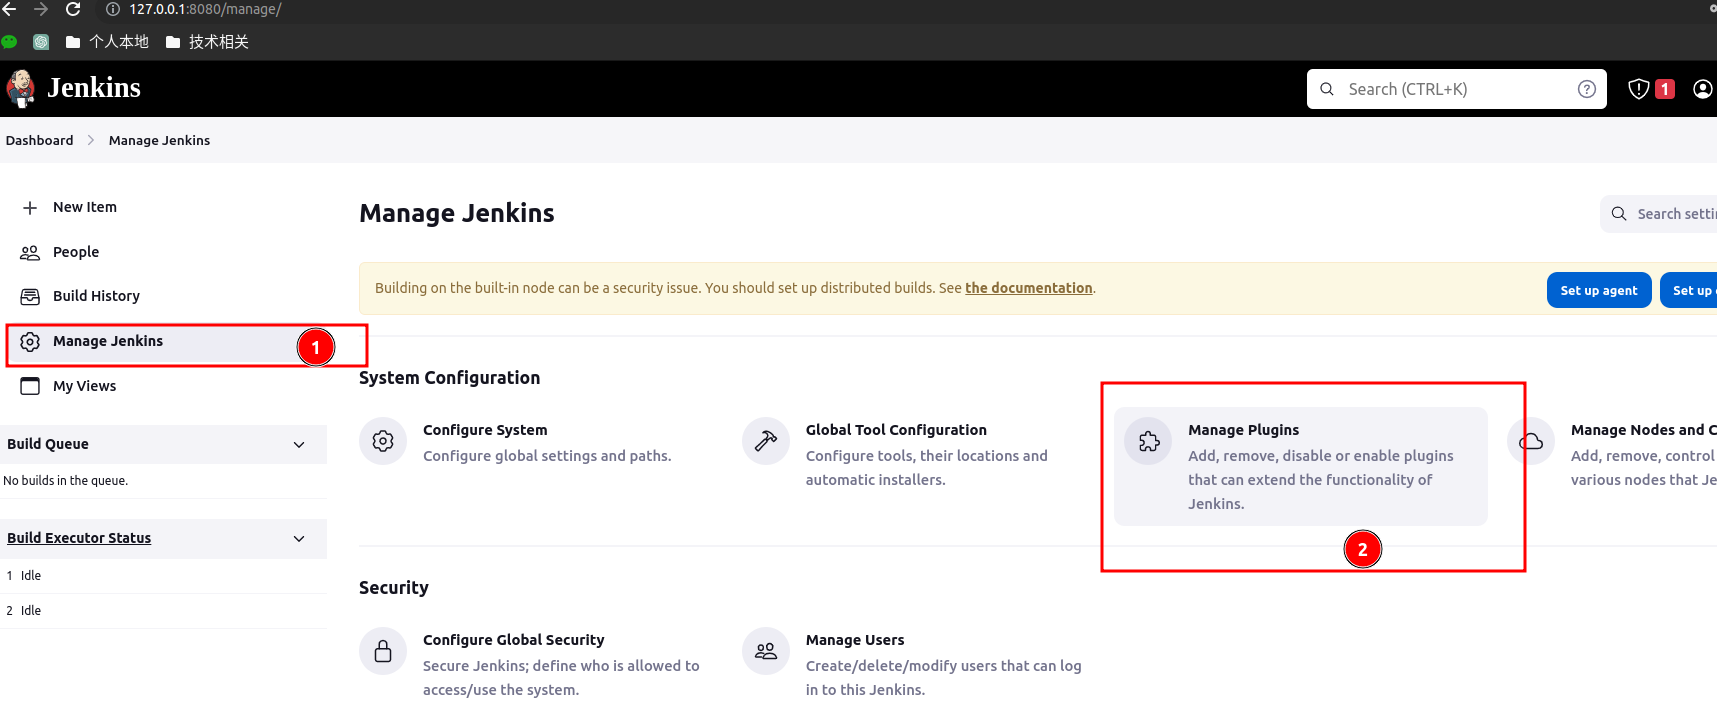 127.0.0.1:8080/manage/
个人本地 技术相关
Jenkins
Search (CTRL+K)
1
Dashboard Manage Jenkins
New Item
People
Build History
Manage Jenkins
1
My Views
Build Queue
No builds in the queue.
Build Executor Status
1 Idle
2 Idle
Manage Jenkins
Search setti
Building on the built-in node can be a security issue. You should set up distributed builds. See the documentation.
Set up agent
Set up
System Configuration
Configure System
Configure global settings and paths.
Global Tool Configuration
Configure tools, their locations and
automatic installers.
Manage Plugins
Add, remove, disable or enable plugins
that can extend the functionality of
Jenkins.
2
Manage Nodes and C
Add, remove, control
various nodes that Je
Security
Configure Global Security
Secure Jenkins; define who is allowed to
access/use the system.
Manage Users
Create/delete/modify users that can log
in to this Jenkins.